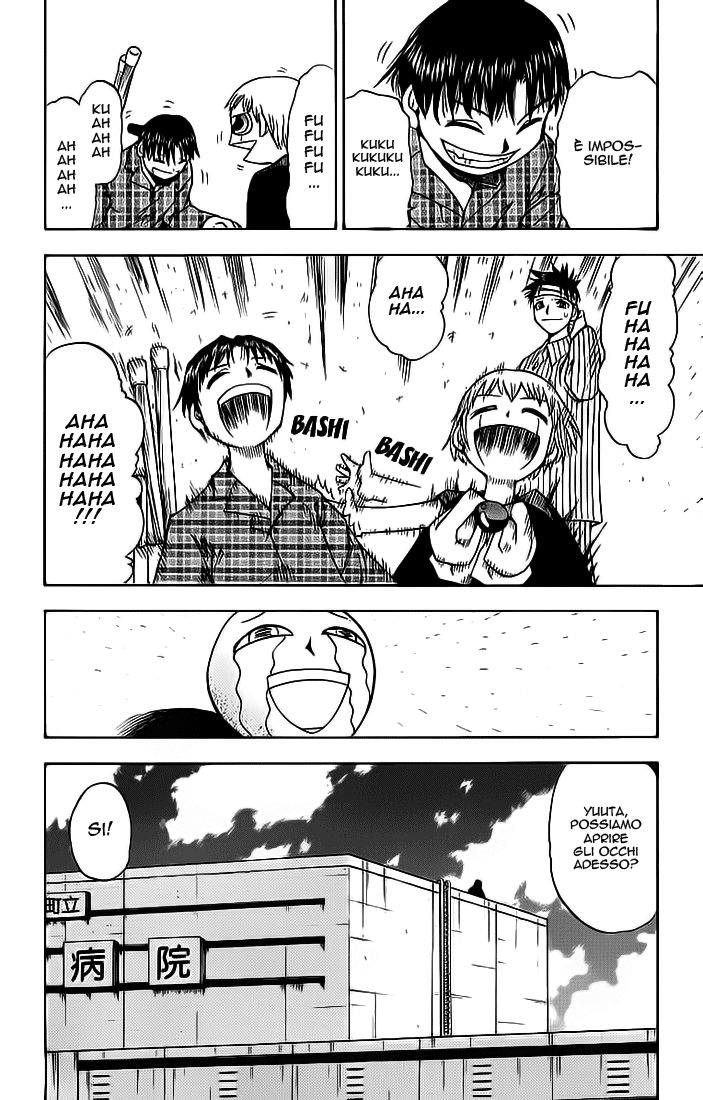 È IMPOS-
SIBILE!
KUKU
KUKUKU
KUKU...
FU
FU
FU
FU
...
KU
AH
AH
AH
AH
AH
AH
...
FU
HA
HA
HA
HA
...
AHA
HA...
BASHI
BASHI
AHA
HAHA
HAHA
HAHA
HAHA
!!!
YUUTA,
POSSIAMO
APRIRE
GLI OCCHI
ADESSO?
SI!
町立
病院